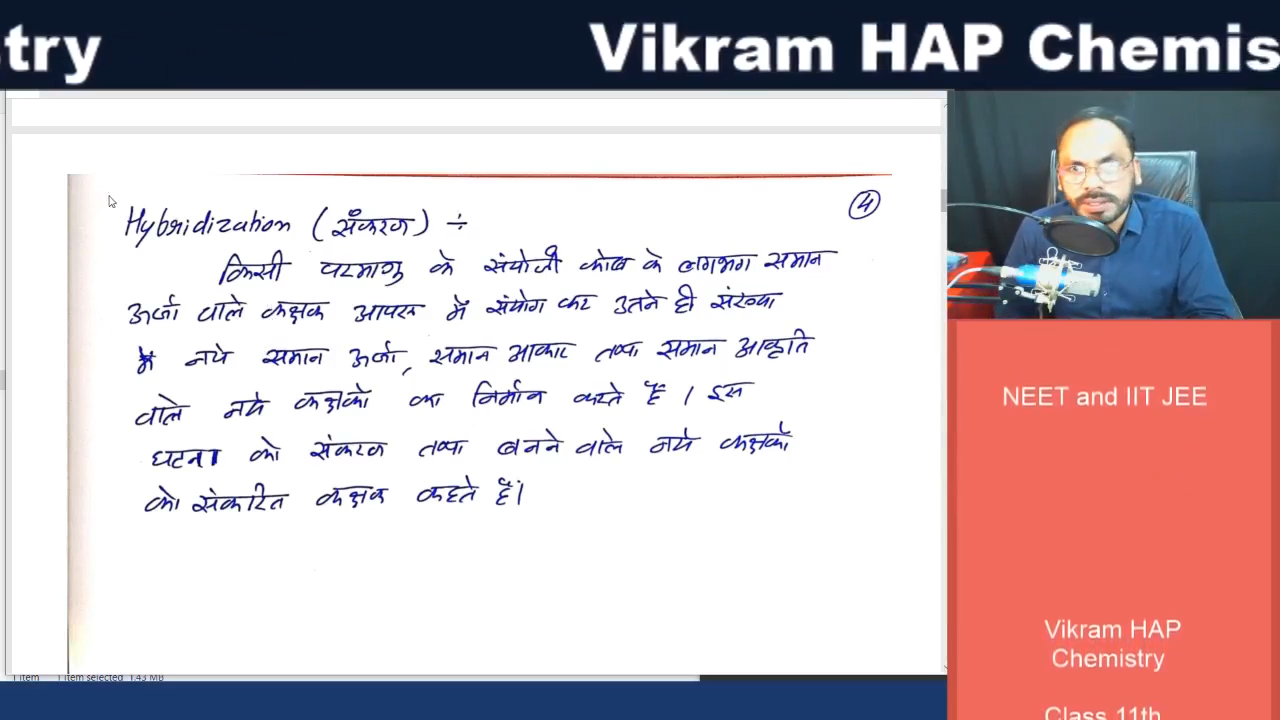 try
Vikram HAP Chemis
Hybridization (संकरण) ÷
④
किसी परमाणु के संयोजी कोश के लगभग समान
ऊर्जा वाले कक्षक आपस में संयोग कर उतने ही संख्या
में नये समान ऊर्जा, समान आकार तथा समान आकृति
वाले नये कक्षकों का निर्माण करते हैं । इस
घटना को संकरण तथा बनने वाले नये कक्षकों
को संकरित कक्षक कहते हैं।
NEET and IIT JEE
Vikram HAP
Chemistry
Class 11th
1 item
1 item selected 1.43 MB